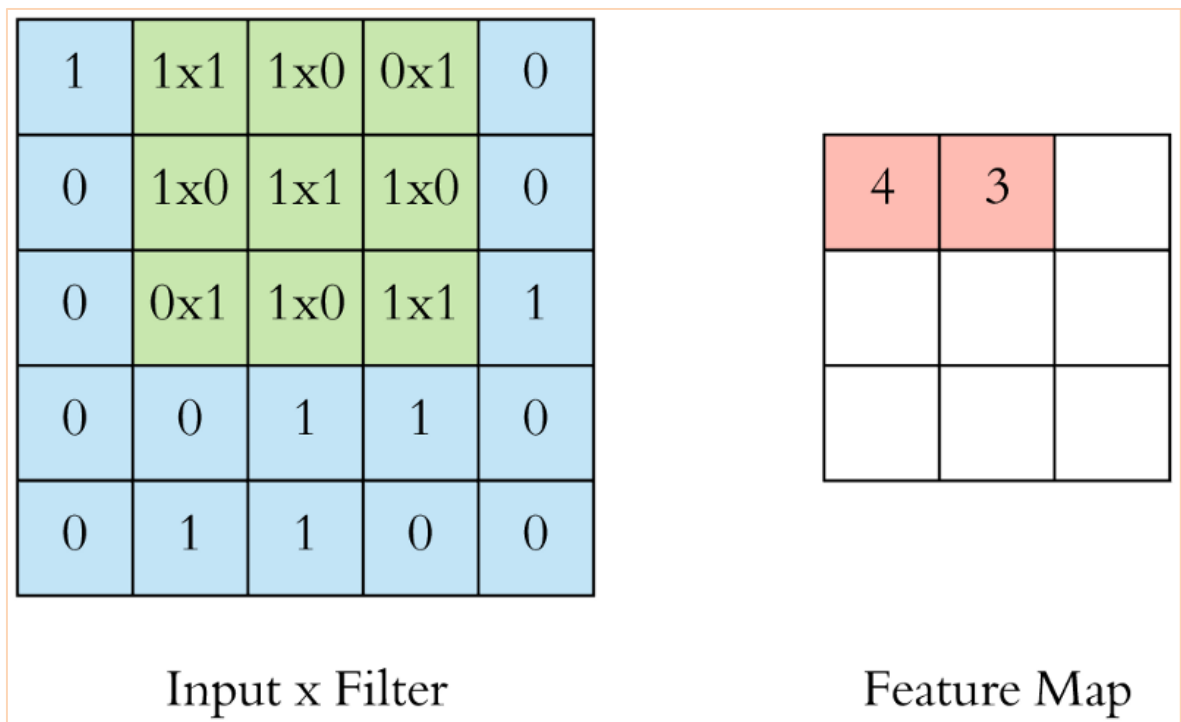 1 1x1 1x0 0x1 0
0 1x0 1x1 1x0 0
4 3
0 0x1 1x0 1x1 1
0 0 1 1 0
0 1 1 0 0
Input x Filter
Feature Map